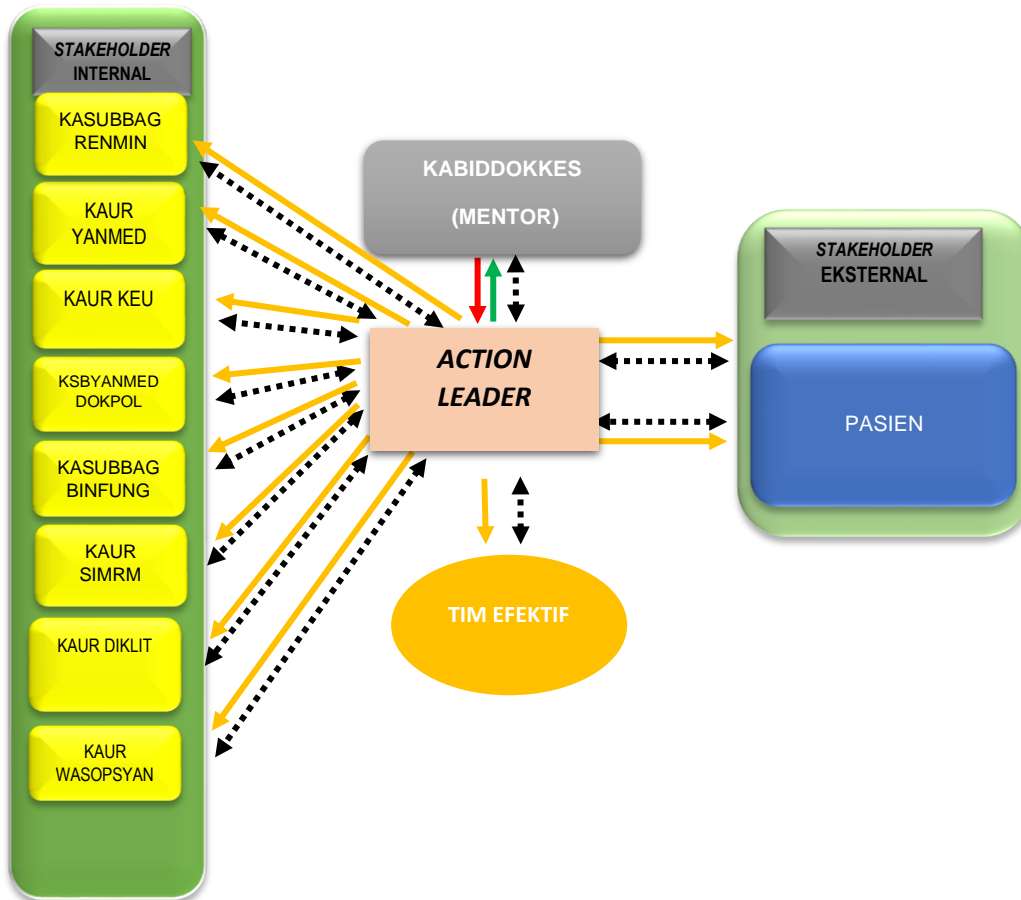 STAKEHOLDER
INTERNAL
KASUBBAG
RENMIN
KAUR
YANMED
KAUR KEU
KSBYANMED
DOKPOL
KASUBBAG
BINFUNG
KAUR
SIMRM
KAUR DIKLIT
KAUR
WASOPSYAN
KABIDDOKKES
(MENTOR)
ACTION
LEADER
TIM EFEKTIF
STAKEHOLDER
EKSTERNAL
PASIEN